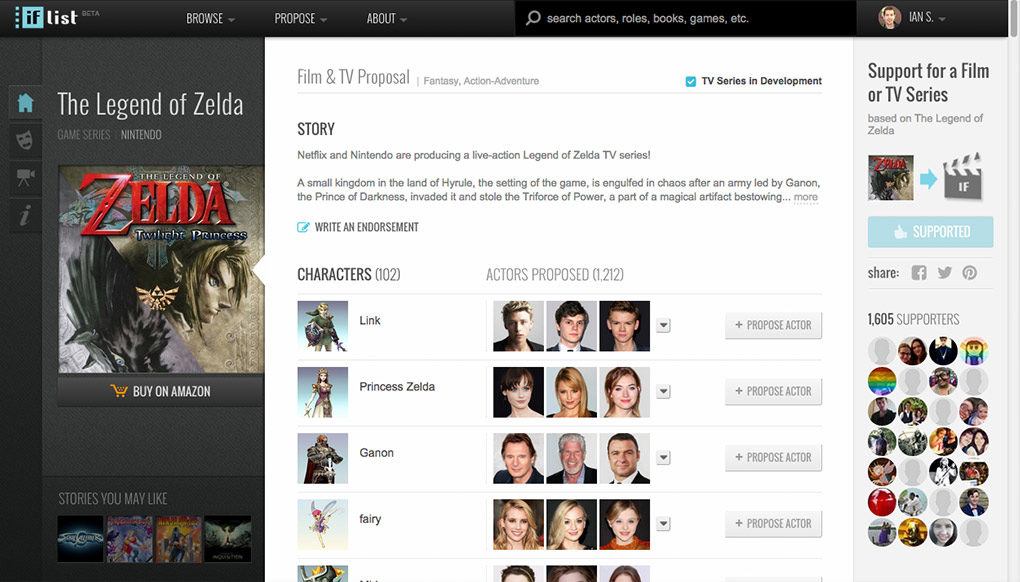 if list BETA
BROWSE
PROPOSE
ABOUT
search actors, roles, books, games, etc.
IAN S.
The Legend of Zelda
GAME SERIES | NINTENDO
THE LEGEND OF
ZELDA
Twilight Princess
BUY ON AMAZON
STORIES YOU MAY LIKE
INQUISITION
Film & TV Proposal | Fantasy, Action-Adventure
TV Series in Development
STORY
Netflix and Nintendo are producing a live-action Legend of Zelda TV series!
A small kingdom in the land of Hyrule, the setting of the game, is engulfed in chaos after an army led by Ganon,
the Prince of Darkness, invaded it and stole the Triforce of Power, a part of a magical artifact bestowing... more
WRITE AN ENDORSEMENT
CHARACTERS (102)
ACTORS PROPOSED (1,212)
Link
+ PROPOSE ACTOR
Princess Zelda
+ PROPOSE ACTOR
Ganon
+ PROPOSE ACTOR
fairy
+ PROPOSE ACTOR
Support for a Film
or TV Series
based on The Legend of
Zelda
ZELDA
IF
SUPPORTED
share:
1,605 SUPPORTERS